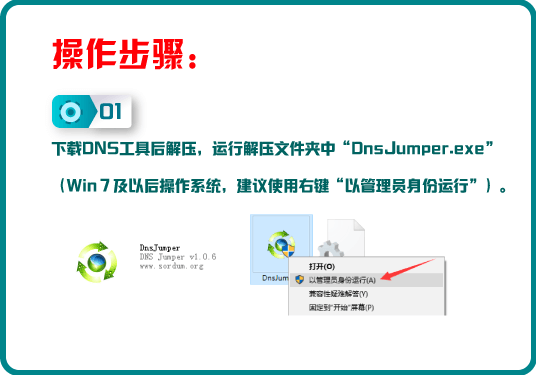 操作步骤：
01
下载DNS工具后解压，运行解压文件夹中“DnsJumper.exe”
（Win 7 及以后操作系统，建议使用右键“以管理员身份运行”）。
DnsJumper
DNS Jumper v1.0.6
www.sordum.org
DnsJum
打开(O)
以管理员身份运行(A)
兼容性疑难解答(Y)
固定到"开始"屏幕(P)